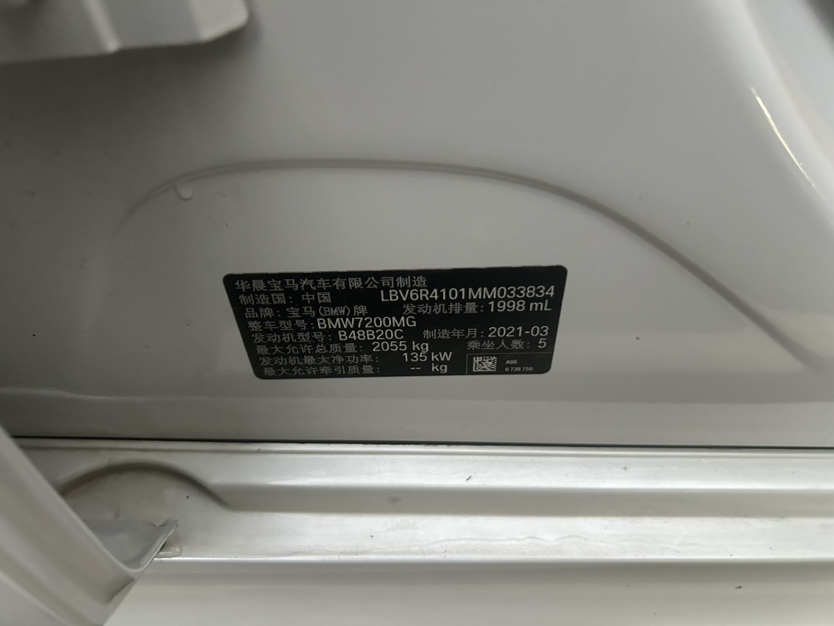 华晨宝马汽车有限公司制造
制造国：中国 LBV6R4101MM033834
品牌：宝马(BMW)牌 发动机排量：1998 mL
整车型号：BMW7200MG
发动机型号：B48B20C 制造年月：2021-03
最大允许总质量：2055 kg 乘坐人数：5
发动机最大净功率：135 kW
最大允许牵引质量：-- kg